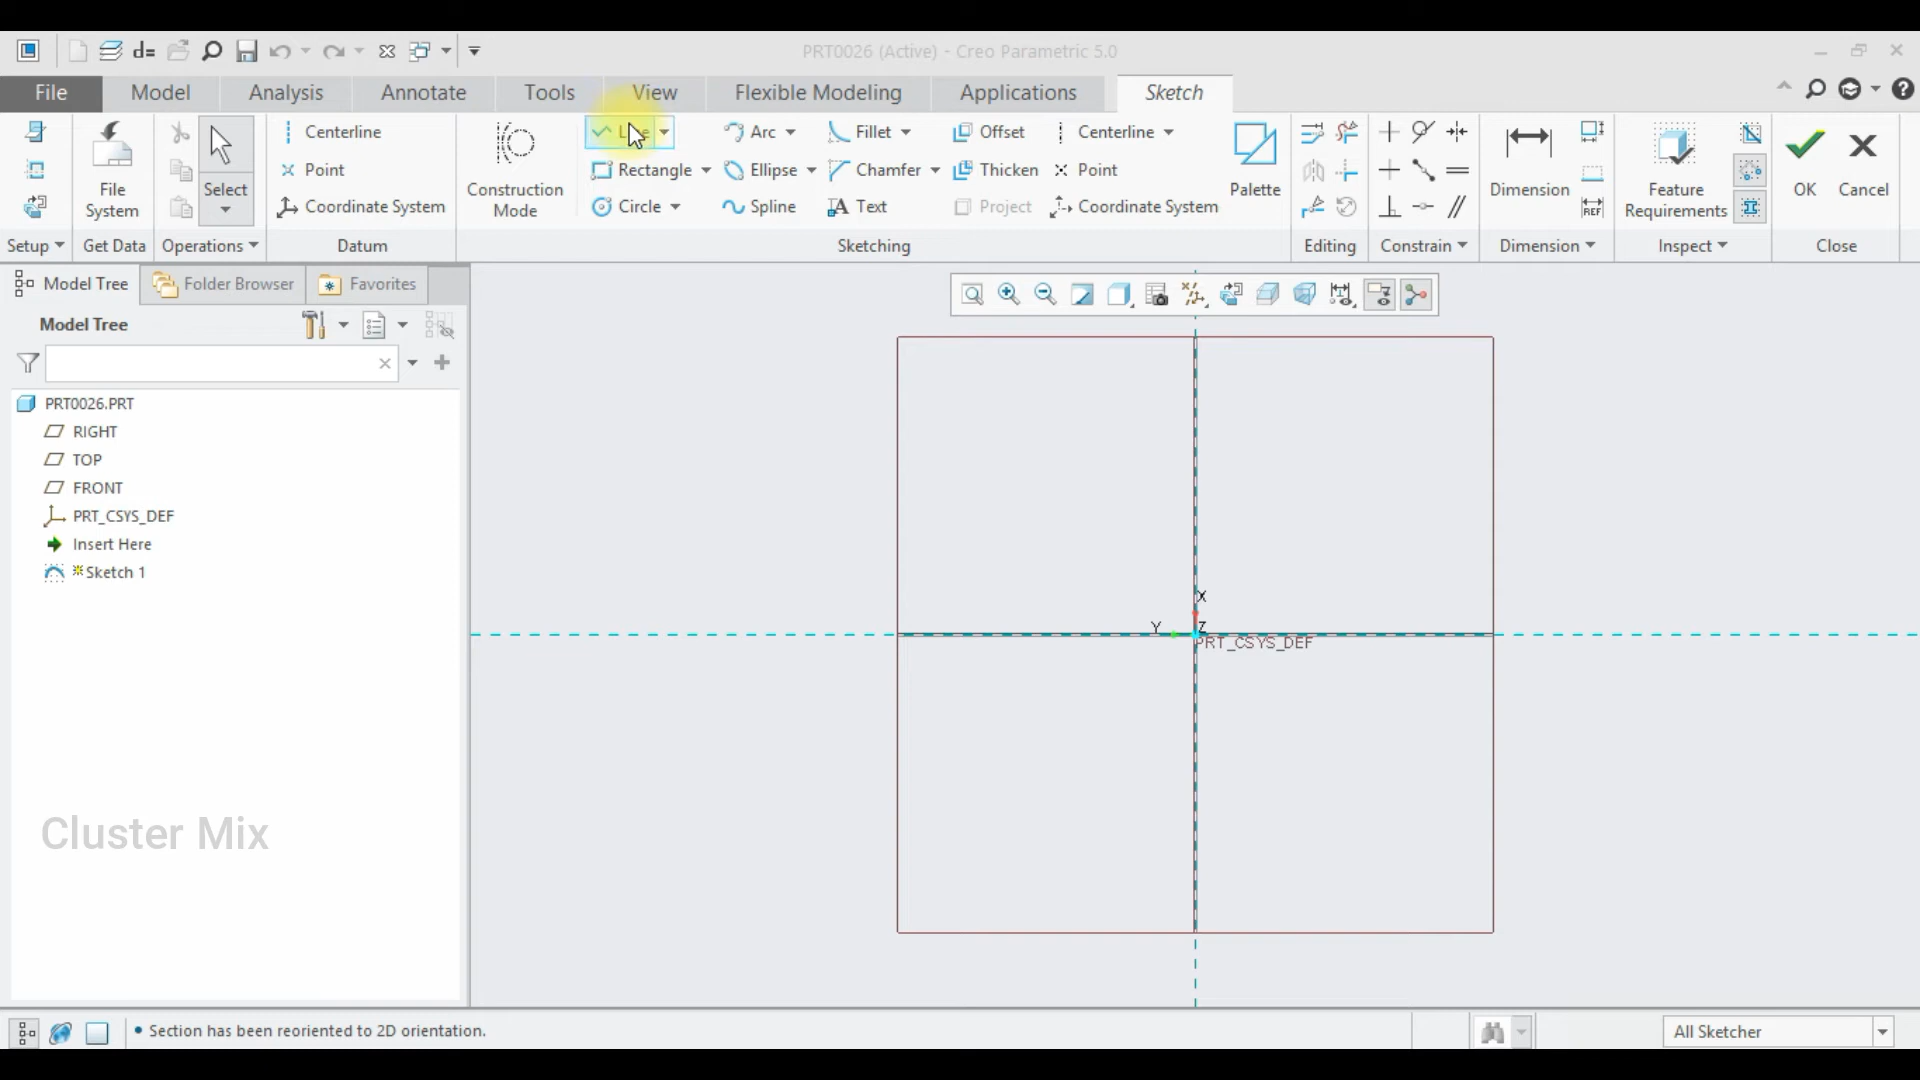 d=
PRT0026 (Active) - Creo Parametric 5.0
File Model Analysis Annotate Tools View Flexible Modeling Applications Sketch
Centerline Arc Fillet Offset Centerline
Point Rectangle Ellipse Chamfer Thicken Point
Coordinate System Circle Spline Text Project Coordinate System
File System
Select
Construction Mode
Palette
Dimension
REF
Feature Requirements
OK Cancel
Setup Get Data Operations Datum Sketching Editing Constrain Dimension Inspect Close
Model Tree Folder Browser Favorites
Model Tree
PRT0026.PRT
RIGHT
TOP
FRONT
PRT_CSYS_DEF
Insert Here
Sketch 1
X
Y Z
PRT_CSYS_DEF
Cluster Mix
Section has been reoriented to 2D orientation.
All Sketcher